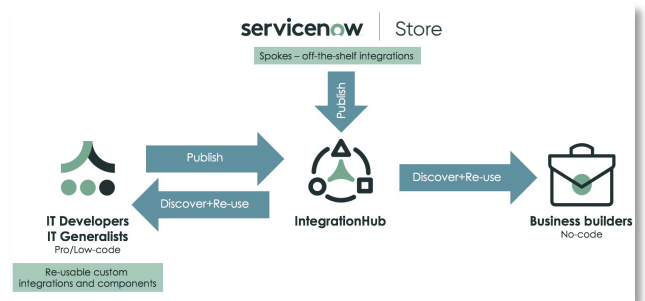 servicenow | Store
Spokes – off-the-shelf integrations
Publish
Publish
Discover+Re-use
Discover+Re-use
IT Developers
IT Generalists
Pro/Low-code
IntegrationHub
Business builders
No-code
Re-usable custom
integrations and components